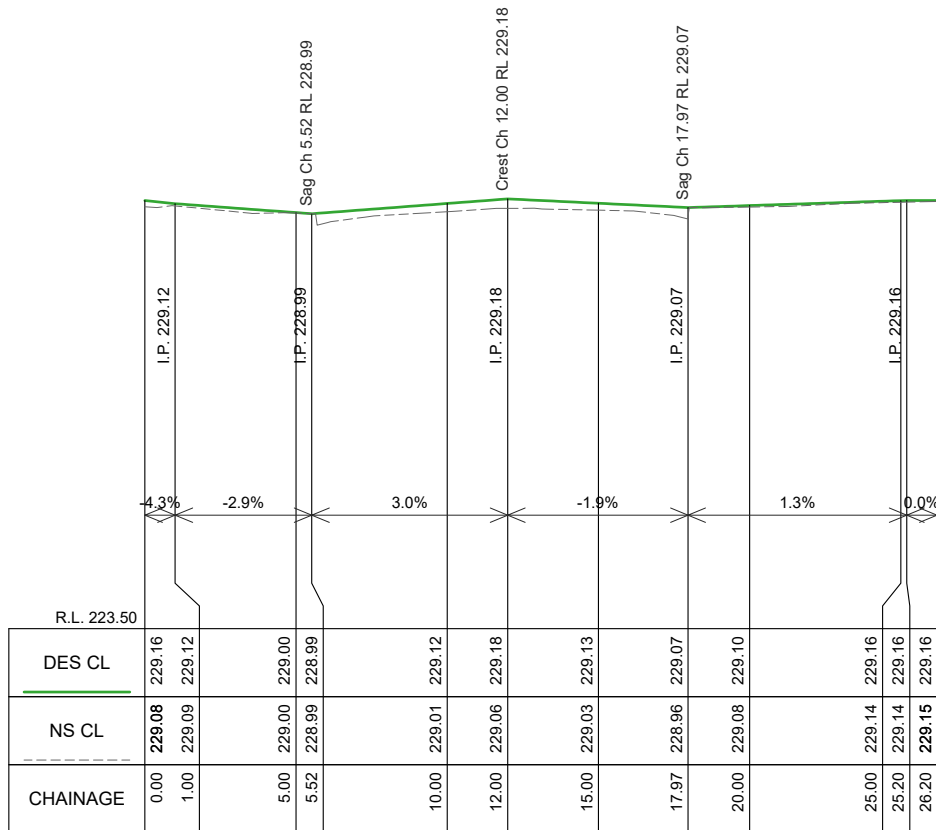 Sag Ch 5.52 RL 228.99
Crest Ch 12.00 RL 229.18
Sag Ch 17.97 RL 229.07
I.P. 229.12
I.P. 228.99
I.P. 229.18
I.P. 229.07
I.P. 229.16
-4.3%
-2.9%
3.0%
-1.9%
1.3%
0.0%
R.L. 223.50
DES CL 229.16 229.12 229.00 228.99 229.12 229.18 229.13 229.07 229.10 229.16 229.16 229.16
NS CL 229.08 229.09 229.00 228.99 229.01 229.06 229.03 228.96 229.08 229.14 229.14 229.15
CHAINAGE 0.00 1.00 5.00 5.52 10.00 12.00 15.00 17.97 20.00 25.00 25.20 26.20